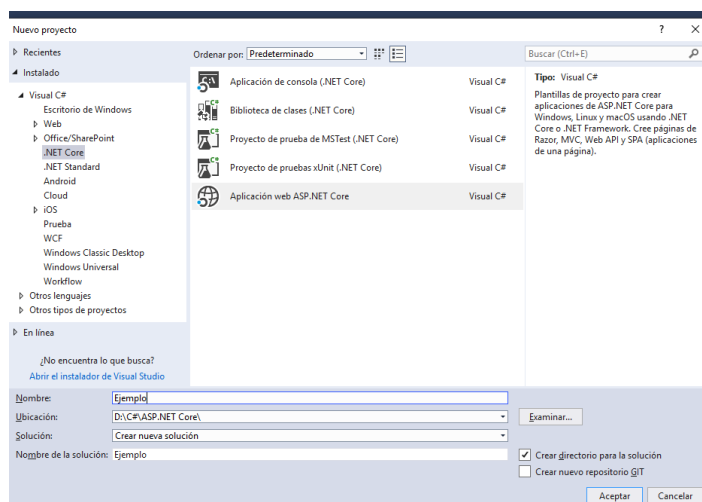 Nuevo proyecto
? ×
Recientes
Ordenar por: Predeterminado
Buscar (Ctrl+E)
Instalado
Visual C#
Escritorio de Windows
Web
Office/SharePoint
.NET Core
.NET Standard
Android
Cloud
iOS
Prueba
WCF
Windows Classic Desktop
Windows Universal
Workflow
Otros lenguajes
Otros tipos de proyectos
En línea
¿No encuentra lo que busca?
Abrir el instalador de Visual Studio
Aplicación de consola (.NET Core) Visual C#
Biblioteca de clases (.NET Core) Visual C#
Proyecto de prueba de MSTest (.NET Core) Visual C#
Proyecto de pruebas xUnit (.NET Core) Visual C#
Aplicación web ASP.NET Core Visual C#
Tipo: Visual C#
Plantillas de proyecto para crear
aplicaciones de ASP.NET Core para
Windows, Linux y macOS usando .NET
Core o .NET Framework. Cree páginas de
Razor, MVC, Web API y SPA (aplicaciones
de una página).
Nombre: Ejemplo
Ubicación: D:\C#\ASP.NET Core\
Examinar...
Solución: Crear nueva solución
Nombre de la solución: Ejemplo
Crear directorio para la solución
Crear nuevo repositorio GIT
Aceptar Cancelar